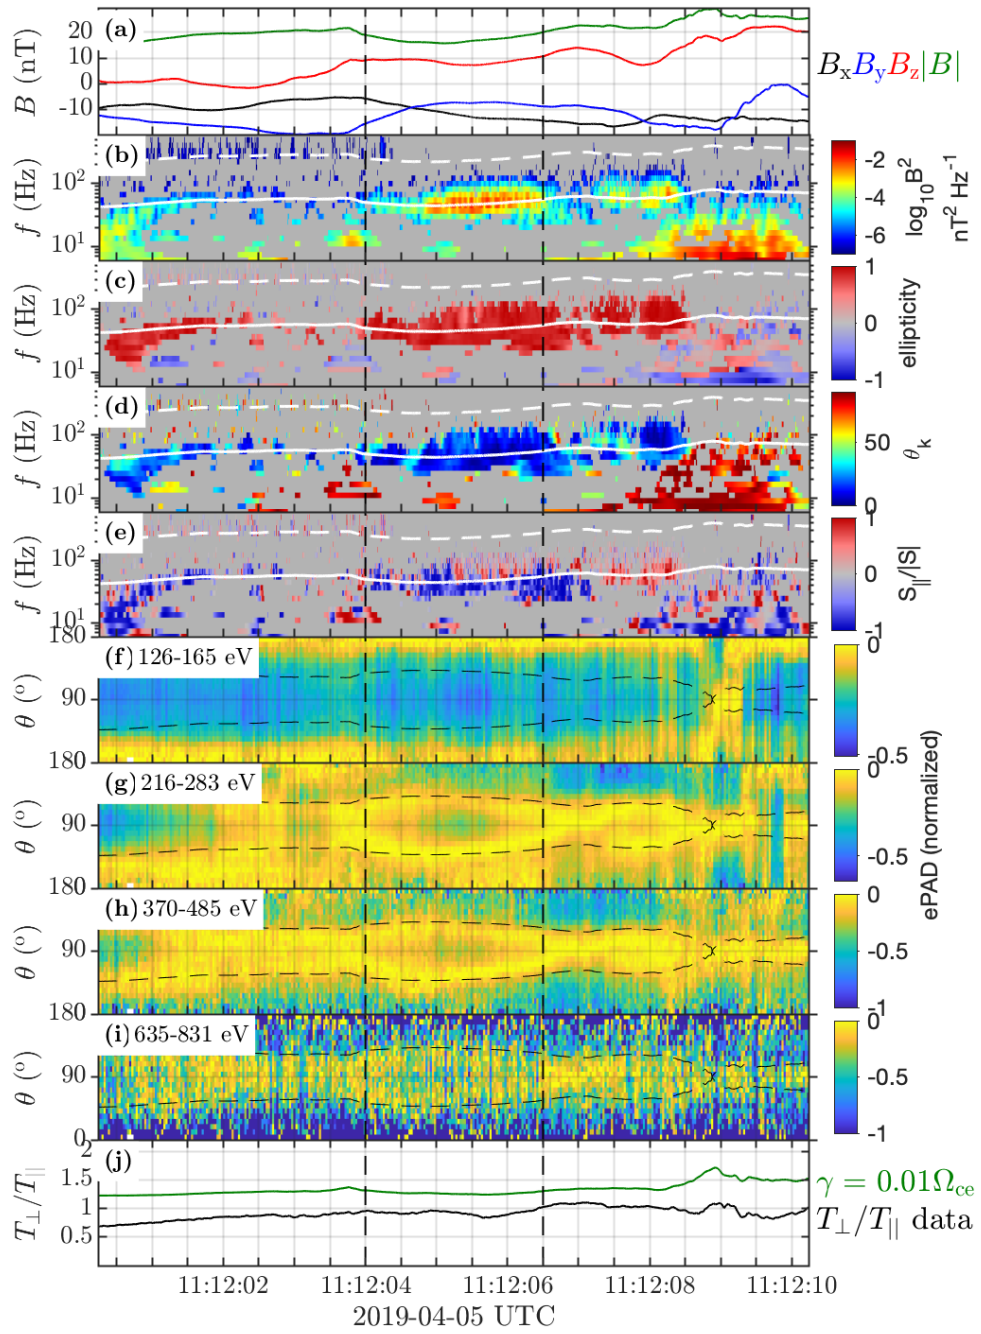 (a)
B (nT)
20
10
0
-10
BxByBz|B|
(b)
f (Hz)
10²
10¹
-2
-4
-6
log₁₀B²
nT² Hz⁻¹
(c)
f (Hz)
10²
10¹
1
0
-1
ellipticity
(d)
f (Hz)
10²
10¹
50
0
θk
(e)
f (Hz)
10²
10¹
1
0
-1
S||/|S|
(f) 126-165 eV
θ (°)
180
90
180
0
-0.5
(g) 216-283 eV
θ (°)
90
180
0
-0.5
ePAD (normalized)
(h) 370-485 eV
θ (°)
90
180
0
-0.5
-1
(i) 635-831 eV
θ (°)
90
0
0
-0.5
-1
(j)
T⊥/T||
2
1.5
1
0.5
γ = 0.01Ωce
T⊥/T|| data
11:12:02 11:12:04 11:12:06 11:12:08 11:12:10
2019-04-05 UTC